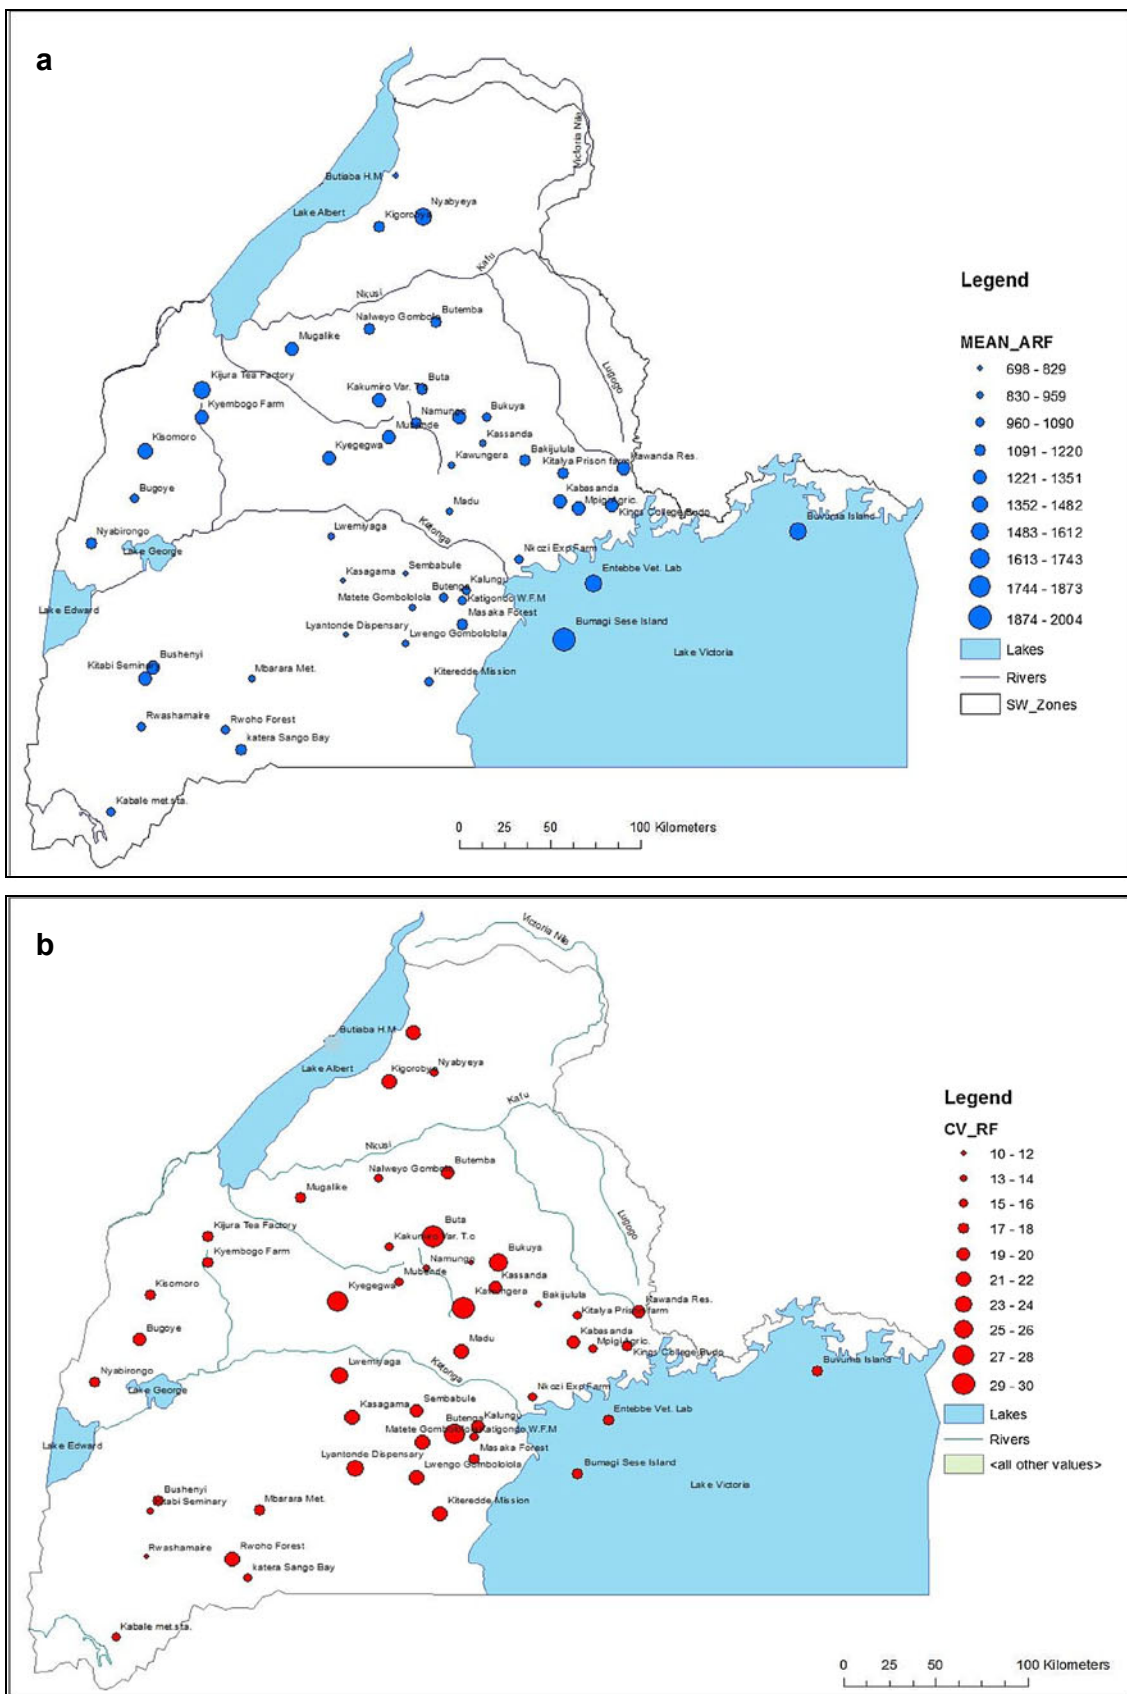 a
Victoria Nile
Butiaba H.M
Nyabyeya
Lake Albert
Kigorobya
Kafu
Nkusi
Butemba
Nalweyo Gombolo
Mugalike
Legend
MEAN_ARF
698 - 829
830 - 959
960 - 1090
1091 - 1220
1221 - 1351
1352 - 1482
1483 - 1612
1613 - 1743
1744 - 1873
1874 - 2004
Lakes
Rivers
SW_Zones
Lugogo
Kijura Tea Factory
Buta
Kakumiro Var. T.c
Kyembogo Farm
Namungo
Bukuya
Mubende
Kassanda
Kisomoro
Kyegegwa
Kawungera
Bakijulula
Kitalya Prison farm
Kawanda Res.
Bugoye
Madu
Kabasanda
Mpigi Agric.
Kings College Budo
Buvuma Island
Lwemiyaga
Katonga
Nyabirongo
Lake George
Nkozi Exp Farm
Sembabule
Entebbe Vet. Lab
Kasagama
Butenga
Kalungu
Matete Gombololola
Katigondo W.F.M
Lake Edward
Masaka Forest
Lyantonde Dispensary
Lwengo Gombololola
Bumagi Sese Island
Lake Victoria
Bushenyi
Kitabi Seminary
Mbarara Met.
Kiteredde Mission
Rwashamaire
Rwoho Forest
katera Sango Bay
Kabale met.sta.
0 25 50 100 Kilometers
b
Victoria Nile
Butiaba H.M
Nyabyeya
Lake Albert
Kigorobya
Kafu
Nkusi
Butemba
Nalweyo Gombolo
Mugalike
Legend
CV_RF
10 - 12
13 - 14
15 - 16
17 - 18
19 - 20
21 - 22
23 - 24
25 - 26
27 - 28
29 - 30
Lakes
Rivers
<all other values>
Lugogo
Kijura Tea Factory
Buta
Kakumiro Var. T.c
Kyembogo Farm
Namungo
Bukuya
Mubende
Kassanda
Kisomoro
Kyegegwa
Kawungera
Bakijulula
Kitalya Prison farm
Kawanda Res.
Bugoye
Madu
Kabasanda
Mpigi Agric.
Kings College Budo
Buvuma Island
Lwemiyaga
Katonga
Nyabirongo
Lake George
Nkozi Exp Farm
Sembabule
Kasagama
Entebbe Vet. Lab
Butenga
Kalungu
Matete Gombololola
Katigondo W.F.M
Lake Edward
Masaka Forest
Lyantonde Dispensary
Lwengo Gombololola
Bumagi Sese Island
Lake Victoria
Bushenyi
Kitabi Seminary
Mbarara Met.
Kiteredde Mission
Rwashamaire
Rwoho Forest
katera Sango Bay
Kabale met.sta.
0 25 50 100 Kilometers